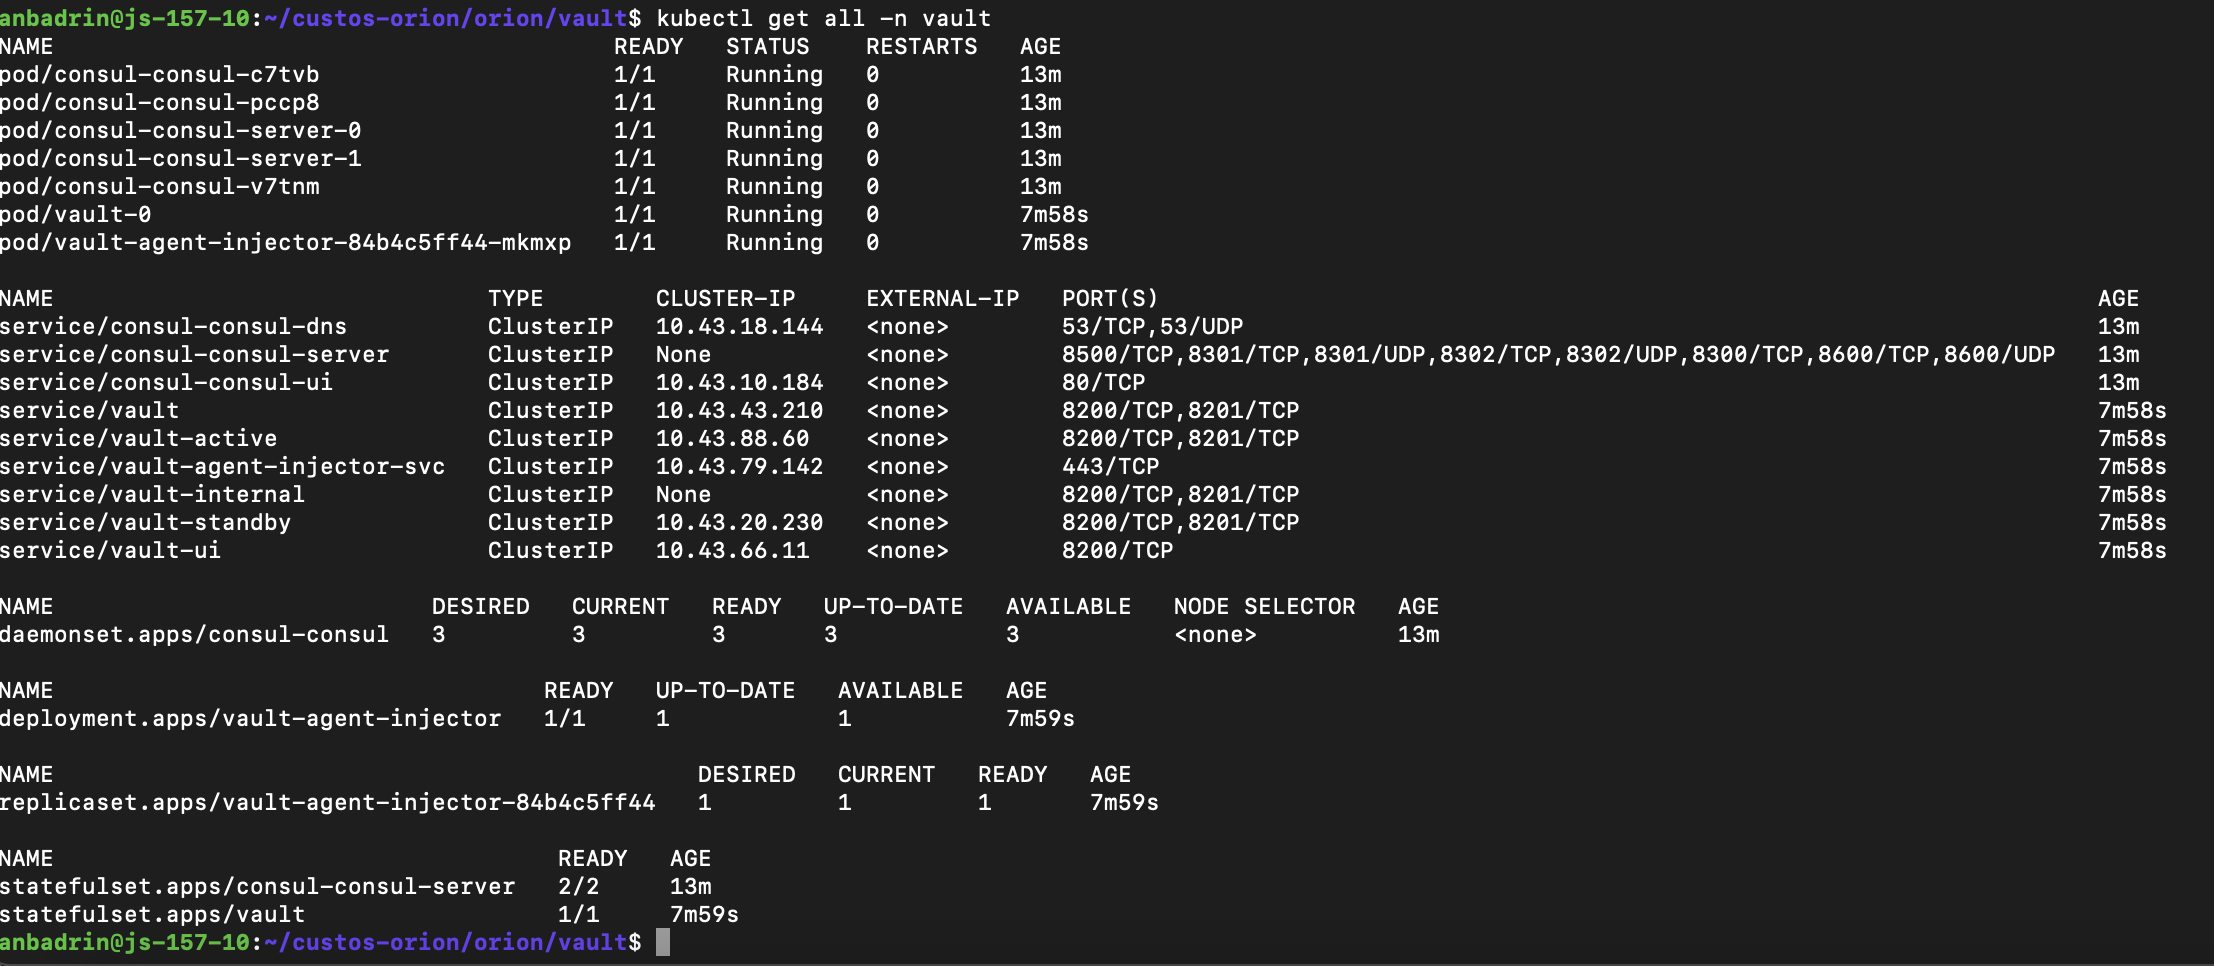 anbadrin@js-157-10:~/custos-orion/orion/vault$ kubectl get all -n vault
NAME                                        READY   STATUS    RESTARTS   AGE
pod/consul-consul-c7tvb                     1/1     Running   0          13m
pod/consul-consul-pccp8                     1/1     Running   0          13m
pod/consul-consul-server-0                  1/1     Running   0          13m
pod/consul-consul-server-1                  1/1     Running   0          13m
pod/consul-consul-v7tnm                     1/1     Running   0          13m
pod/vault-0                                 1/1     Running   0          7m58s
pod/vault-agent-injector-84b4c5ff44-mkmxp   1/1     Running   0          7m58s

NAME                               TYPE        CLUSTER-IP     EXTERNAL-IP   PORT(S)                                                                   AGE
service/consul-consul-dns          ClusterIP   10.43.18.144   <none>        53/TCP,53/UDP                                                             13m
service/consul-consul-server       ClusterIP   None           <none>        8500/TCP,8301/TCP,8301/UDP,8302/TCP,8302/UDP,8300/TCP,8600/TCP,8600/UDP   13m
service/consul-consul-ui           ClusterIP   10.43.10.184   <none>        80/TCP                                                                    13m
service/vault                      ClusterIP   10.43.43.210   <none>        8200/TCP,8201/TCP                                                         7m58s
service/vault-active               ClusterIP   10.43.88.60    <none>        8200/TCP,8201/TCP                                                         7m58s
service/vault-agent-injector-svc   ClusterIP   10.43.79.142   <none>        443/TCP                                                                   7m58s
service/vault-internal             ClusterIP   None           <none>        8200/TCP,8201/TCP                                                         7m58s
service/vault-standby              ClusterIP   10.43.20.230   <none>        8200/TCP,8201/TCP                                                         7m58s
service/vault-ui                   ClusterIP   10.43.66.11    <none>        8200/TCP                                                                  7m58s

NAME                           DESIRED   CURRENT   READY   UP-TO-DATE   AVAILABLE   NODE SELECTOR   AGE
daemonset.apps/consul-consul   3         3         3       3            3           <none>          13m

NAME                                   READY   UP-TO-DATE   AVAILABLE   AGE
deployment.apps/vault-agent-injector   1/1     1            1           7m59s

NAME                                              DESIRED   CURRENT   READY   AGE
replicaset.apps/vault-agent-injector-84b4c5ff44   1         1         1       7m59s

NAME                                    READY   AGE
statefulset.apps/consul-consul-server   2/2     13m
statefulset.apps/vault                  1/1     7m59s
anbadrin@js-157-10:~/custos-orion/orion/vault$